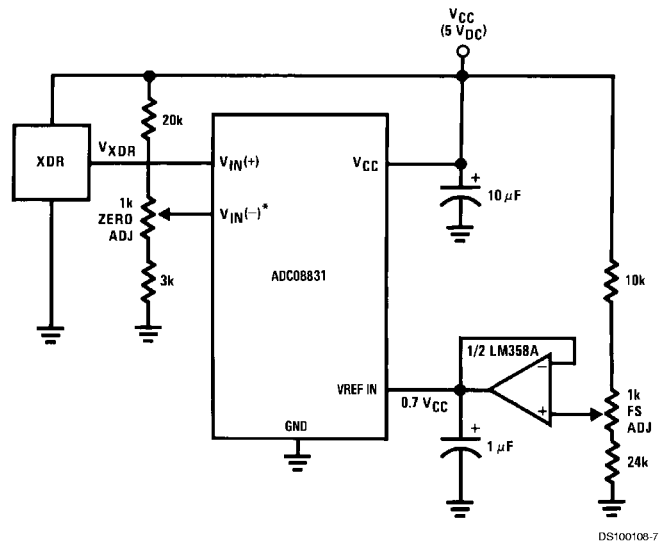 VCC
(5 VDC)
20k
XDR
VXDR
VIN(+)
VCC
+
10 µF
1k
ZERO
ADJ
VIN(−)*
3k
ADC08831
10k
1/2 LM358A
−
VREF IN
0.7 VCC
+
1k
FS
ADJ
GND
+
1 µF
24k
DS100108-7